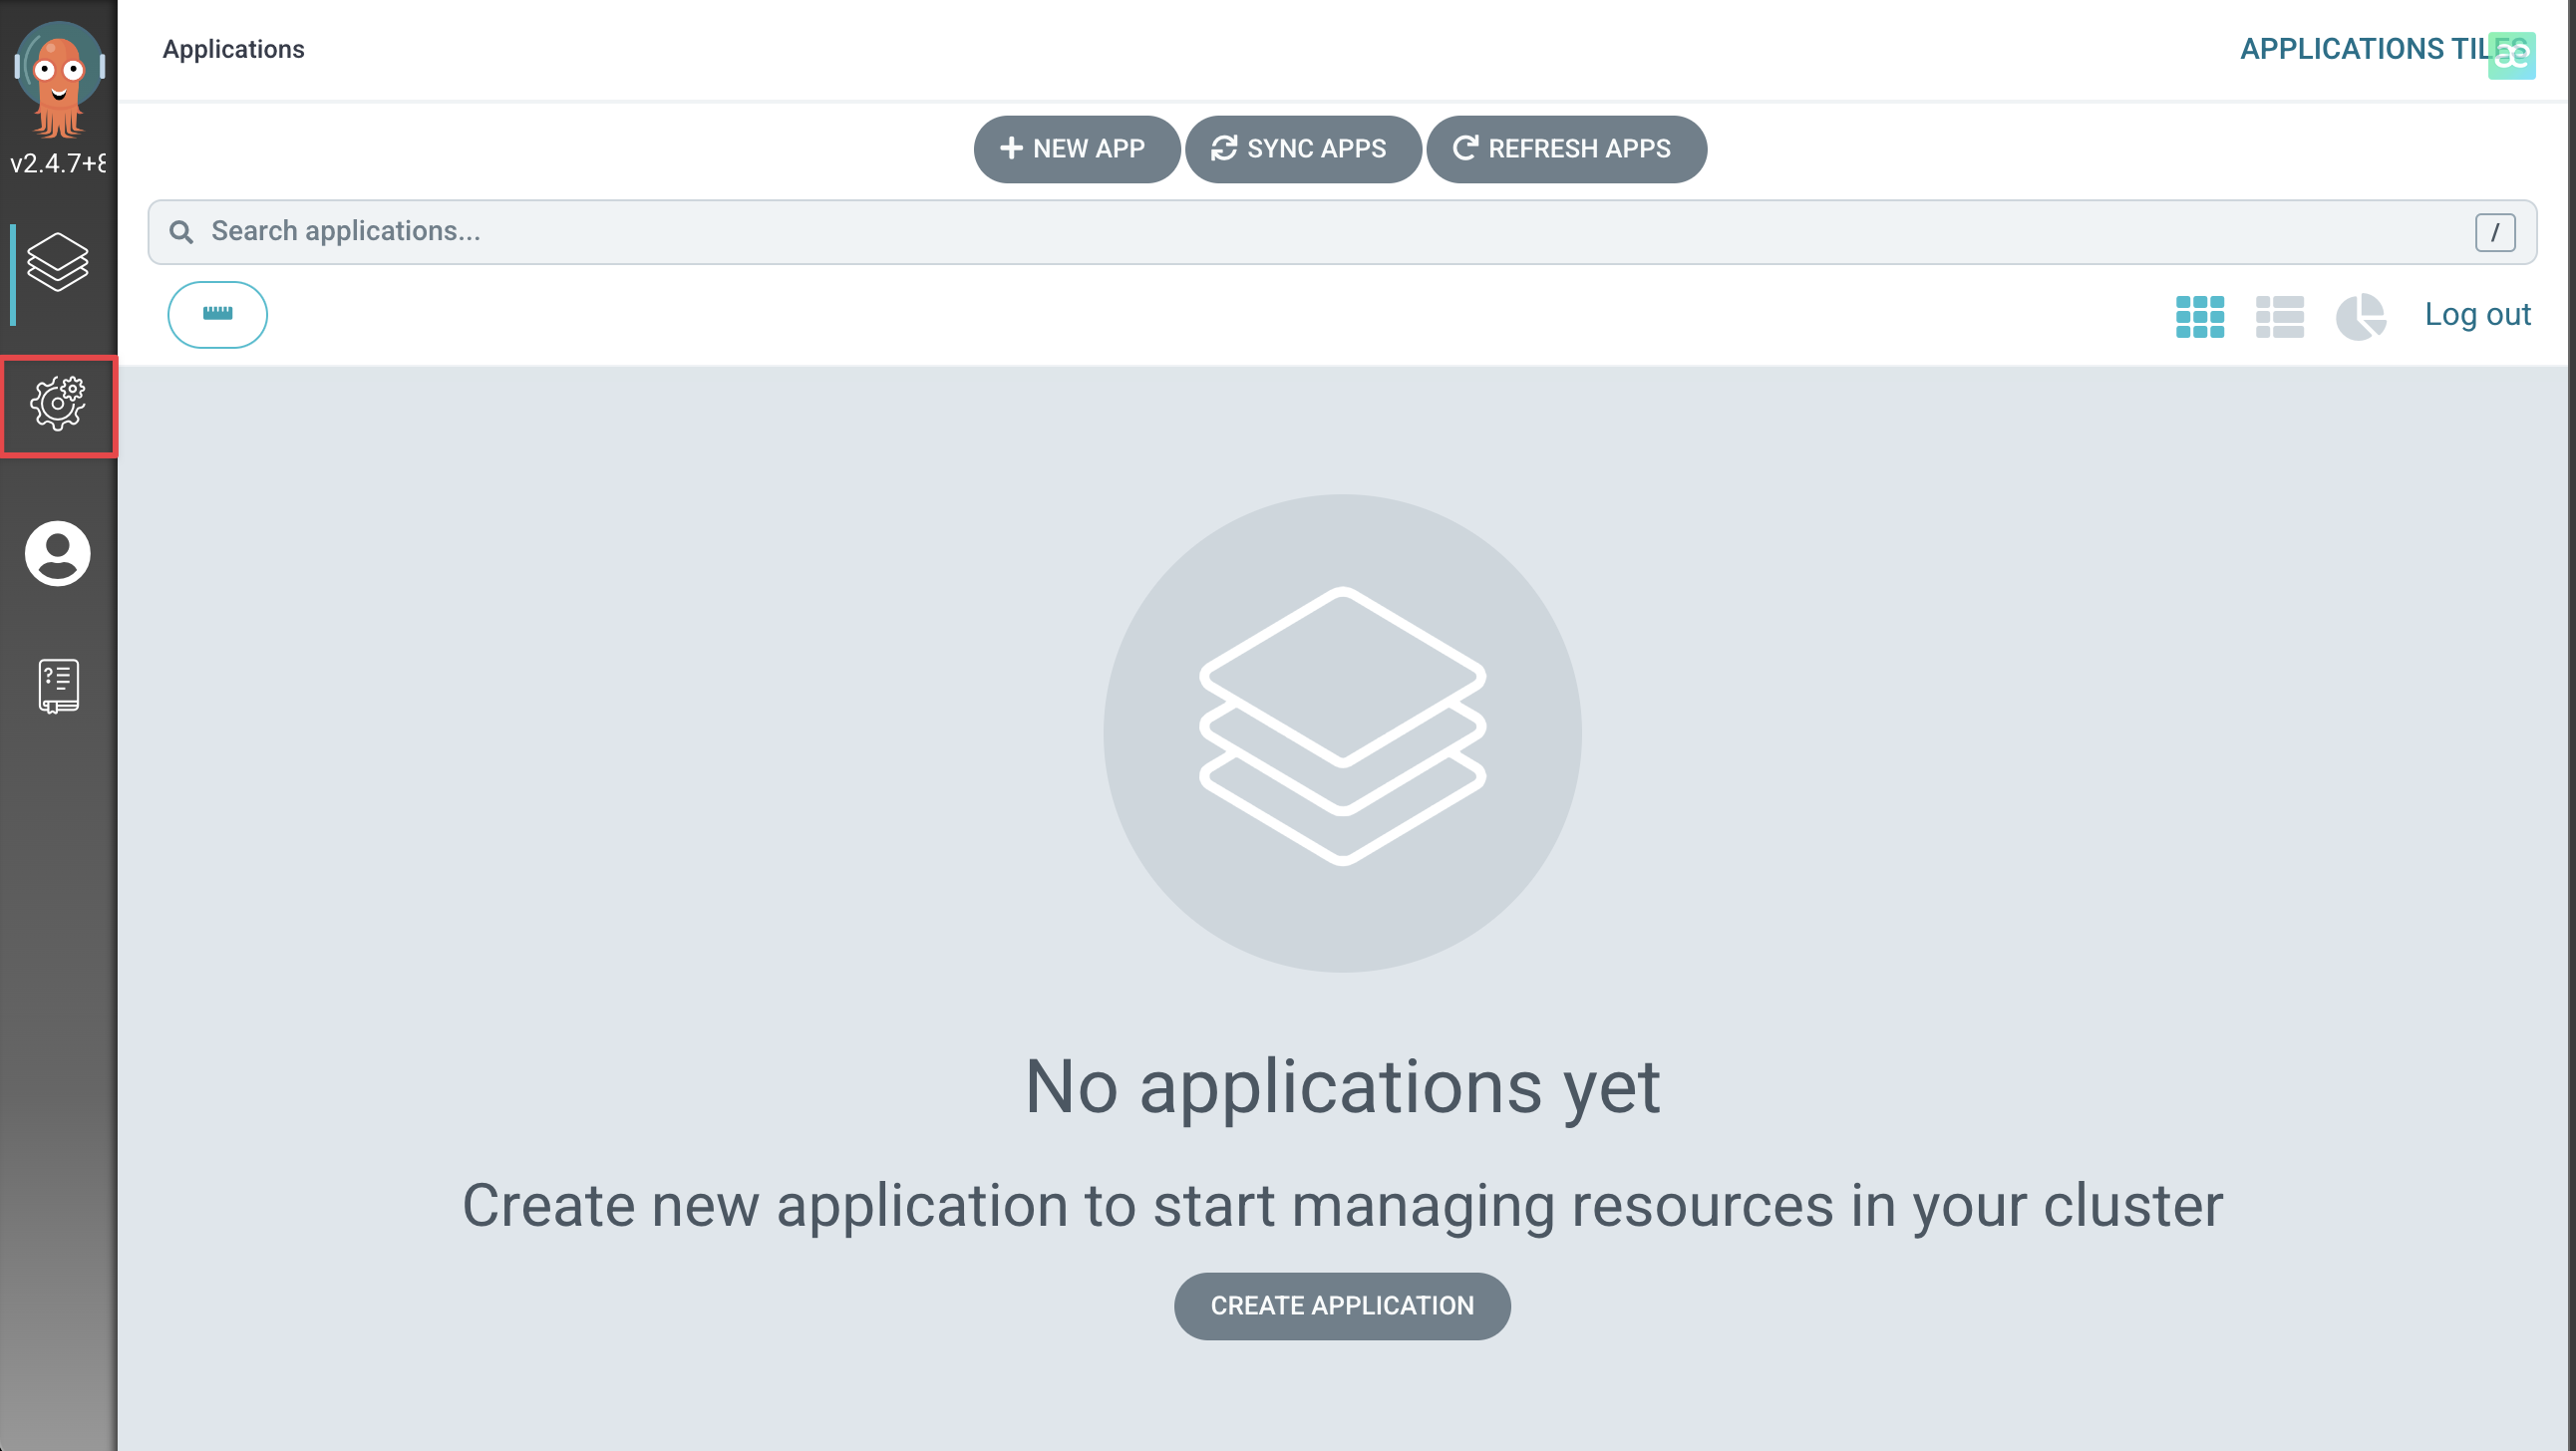 Applications
APPLICATIONS TILES
v2.4.7+8
NEW APP
SYNC APPS
REFRESH APPS
Search applications...
/
Log out
No applications yet
Create new application to start managing resources in your cluster
CREATE APPLICATION